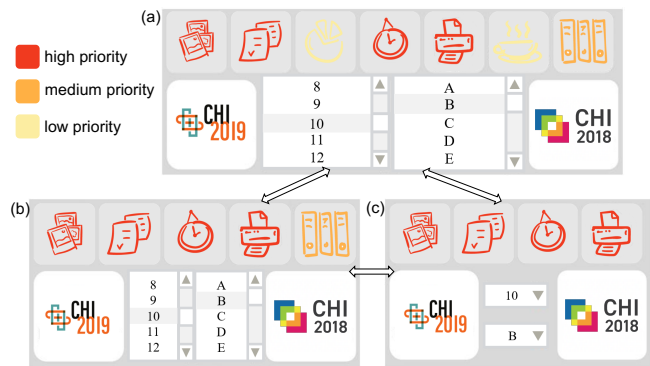 (a)
high priority
medium priority
low priority
CHI
2019
8
9
10
11
12
A
B
C
D
E
CHI
2018
(b)
CHI
2019
8
9
10
11
12
A
B
C
D
E
CHI
2018
(c)
CHI
2019
10
B
CHI
2018